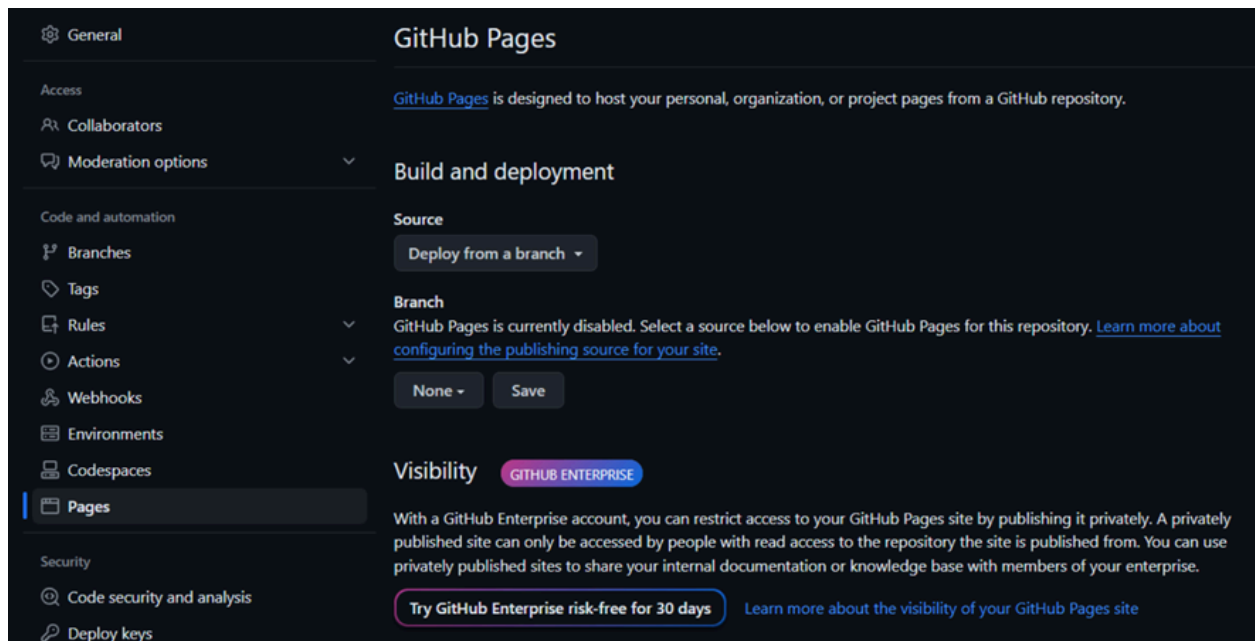 General
Access
Collaborators
Moderation options
Code and automation
Branches
Tags
Rules
Actions
Webhooks
Environments
Codespaces
Pages
Security
Code security and analysis
Deploy keys
GitHub Pages
GitHub Pages is designed to host your personal, organization, or project pages from a GitHub repository.
Build and deployment
Source
Deploy from a branch
Branch
GitHub Pages is currently disabled. Select a source below to enable GitHub Pages for this repository. Learn more about
configuring the publishing source for your site.
None Save
Visibility GITHUB ENTERPRISE
With a GitHub Enterprise account, you can restrict access to your GitHub Pages site by publishing it privately. A privately
published site can only be accessed by people with read access to the repository the site is published from. You can use
privately published sites to share your internal documentation or knowledge base with members of your enterprise.
Try GitHub Enterprise risk-free for 30 days Learn more about the visibility of your GitHub Pages site